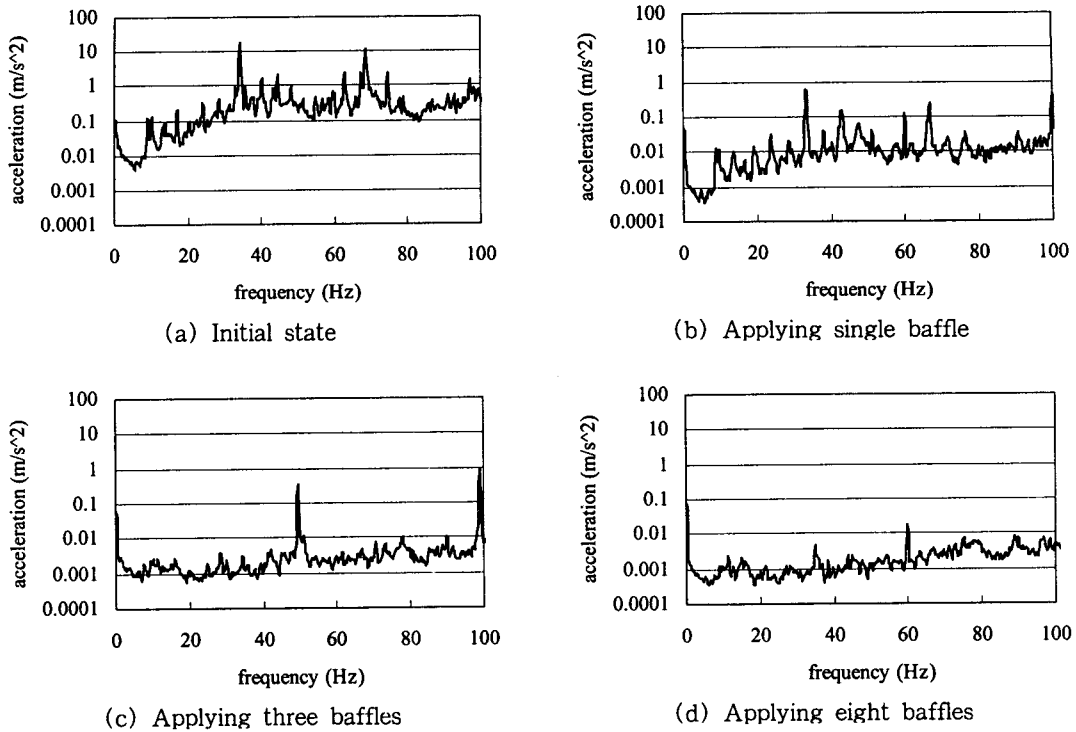 acceleration (m/s^2)
100
10
1
0.1
0.01
0.001
0.0001
0 20 40 60 80 100
frequency (Hz)
(a) Initial state
acceleration (m/s^2)
100
10
1
0.1
0.01
0.001
0.0001
0 20 40 60 80 100
frequency (Hz)
(b) Applying single baffle
acceleration (m/s^2)
100
10
1
0.1
0.01
0.001
0.0001
0 20 40 60 80 100
frequency (Hz)
(c) Applying three baffles
acceleration (m/s^2)
100
10
1
0.1
0.01
0.001
0.0001
0 20 40 60 80 100
frequency (Hz)
(d) Applying eight baffles